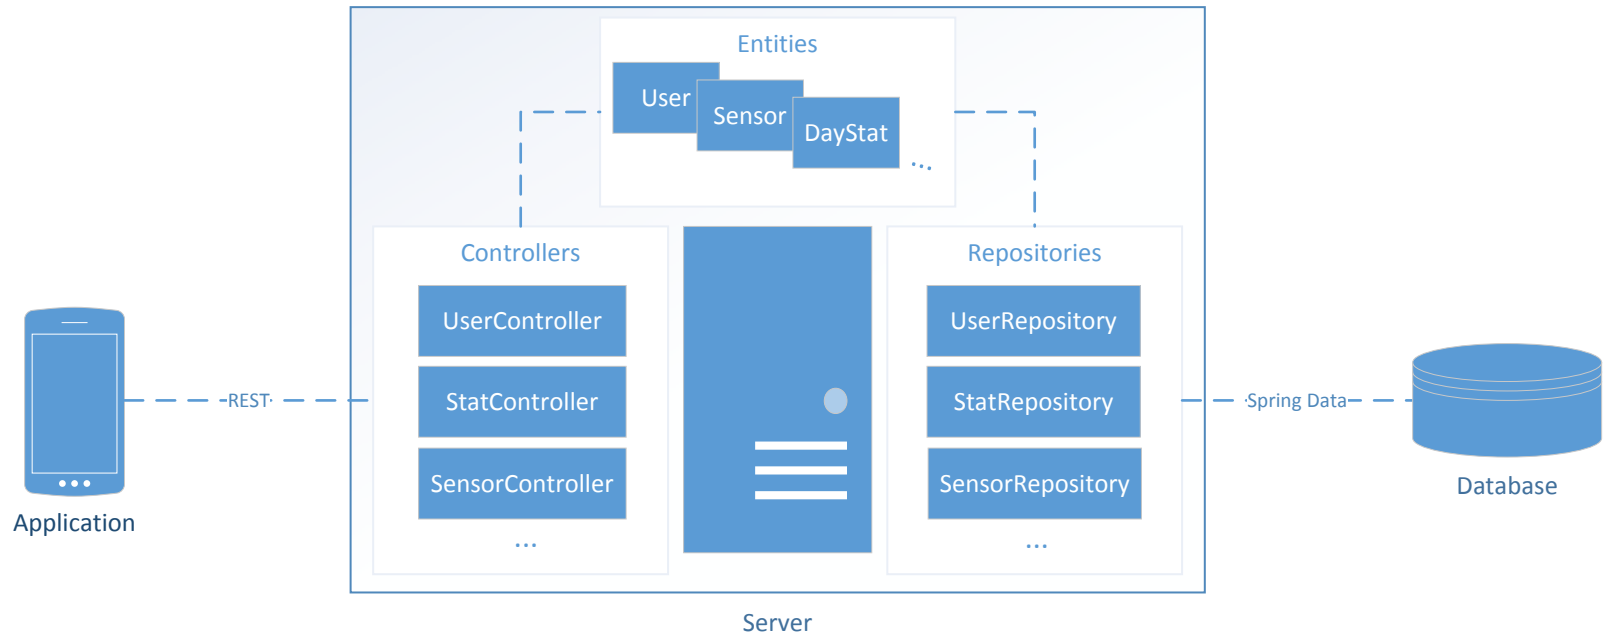 Entities
User
Sensor
DayStat
...
Controllers
UserController
StatController
SensorController
...
Repositories
UserRepository
StatRepository
SensorRepository
...
REST
Spring Data
Application
Database
Server